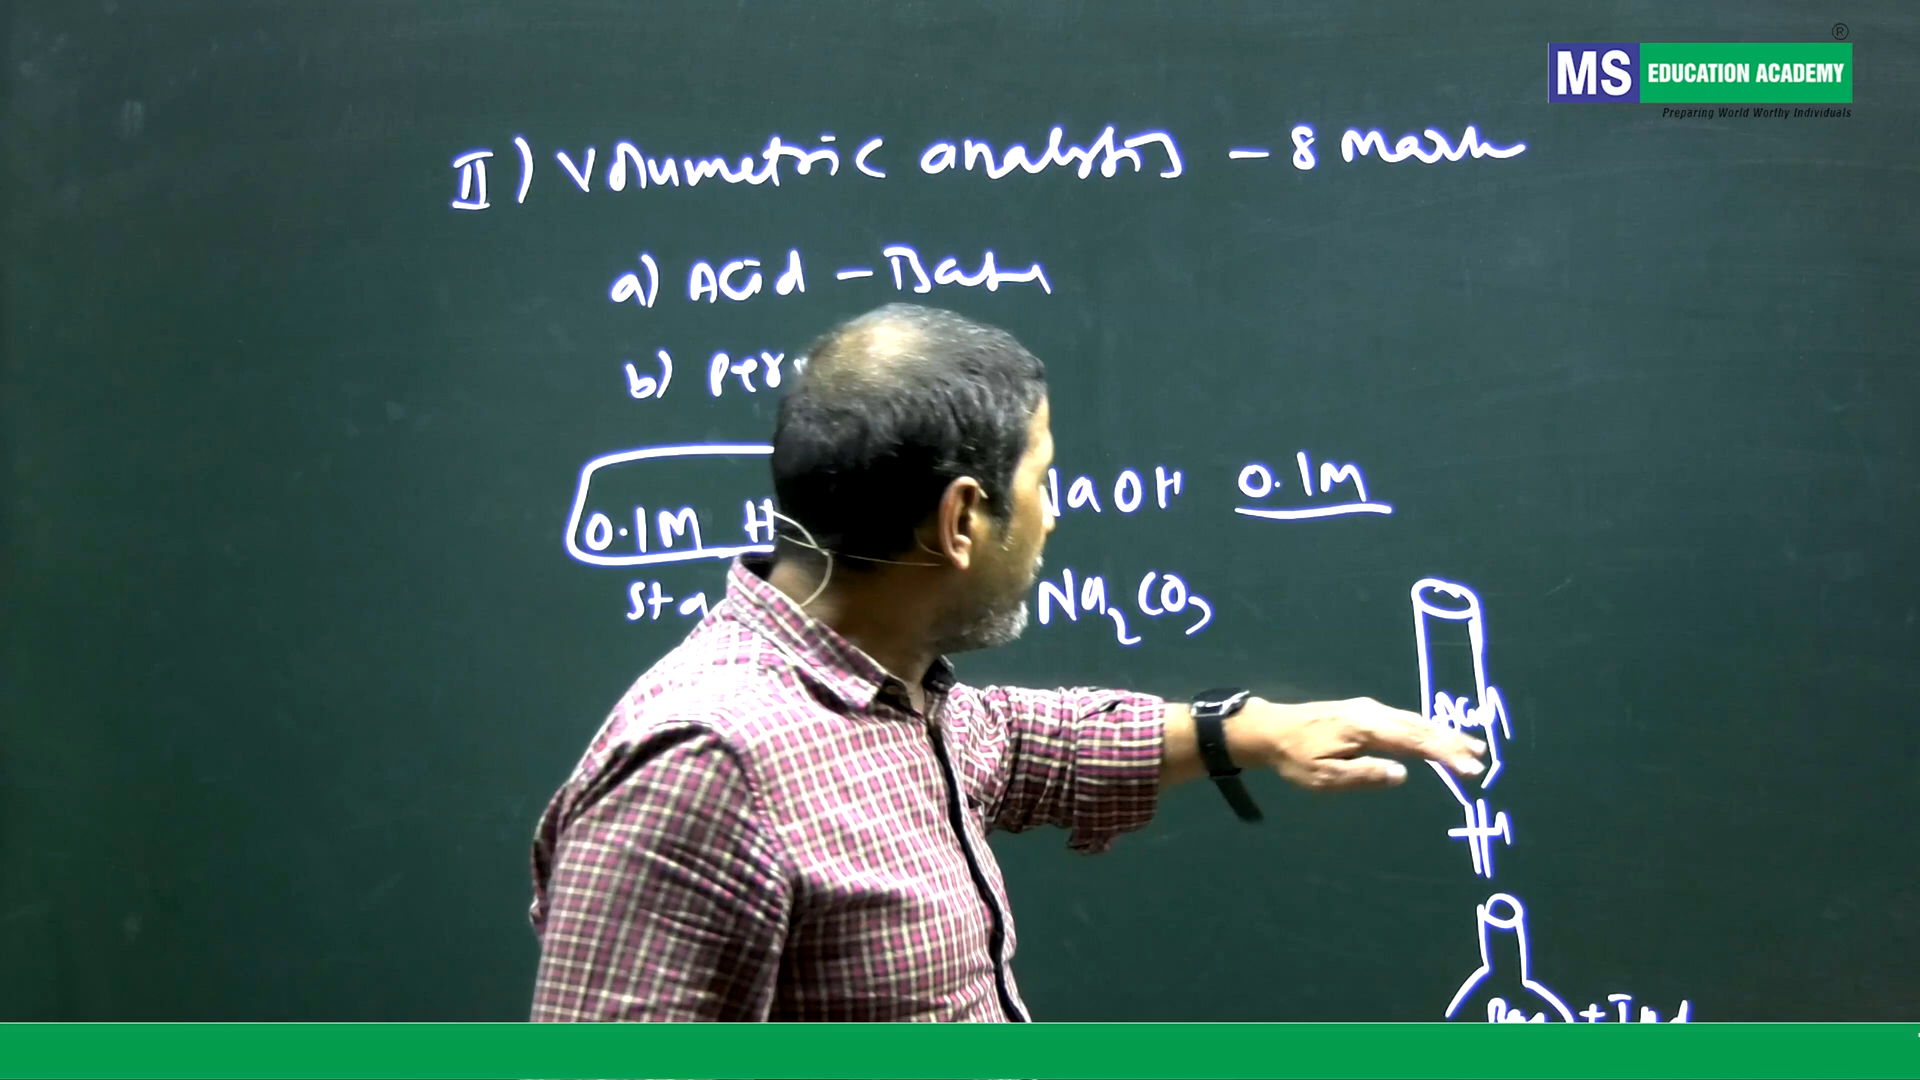 ®
MS EDUCATION ACADEMY
Preparing World Worthy Individuals
II) Volumetric analysis - 8 mark
a) Acid - Base
b) Per
NaOH 0.1M
0.1M H
Sta
Na2CO3
Acid
+ Ind